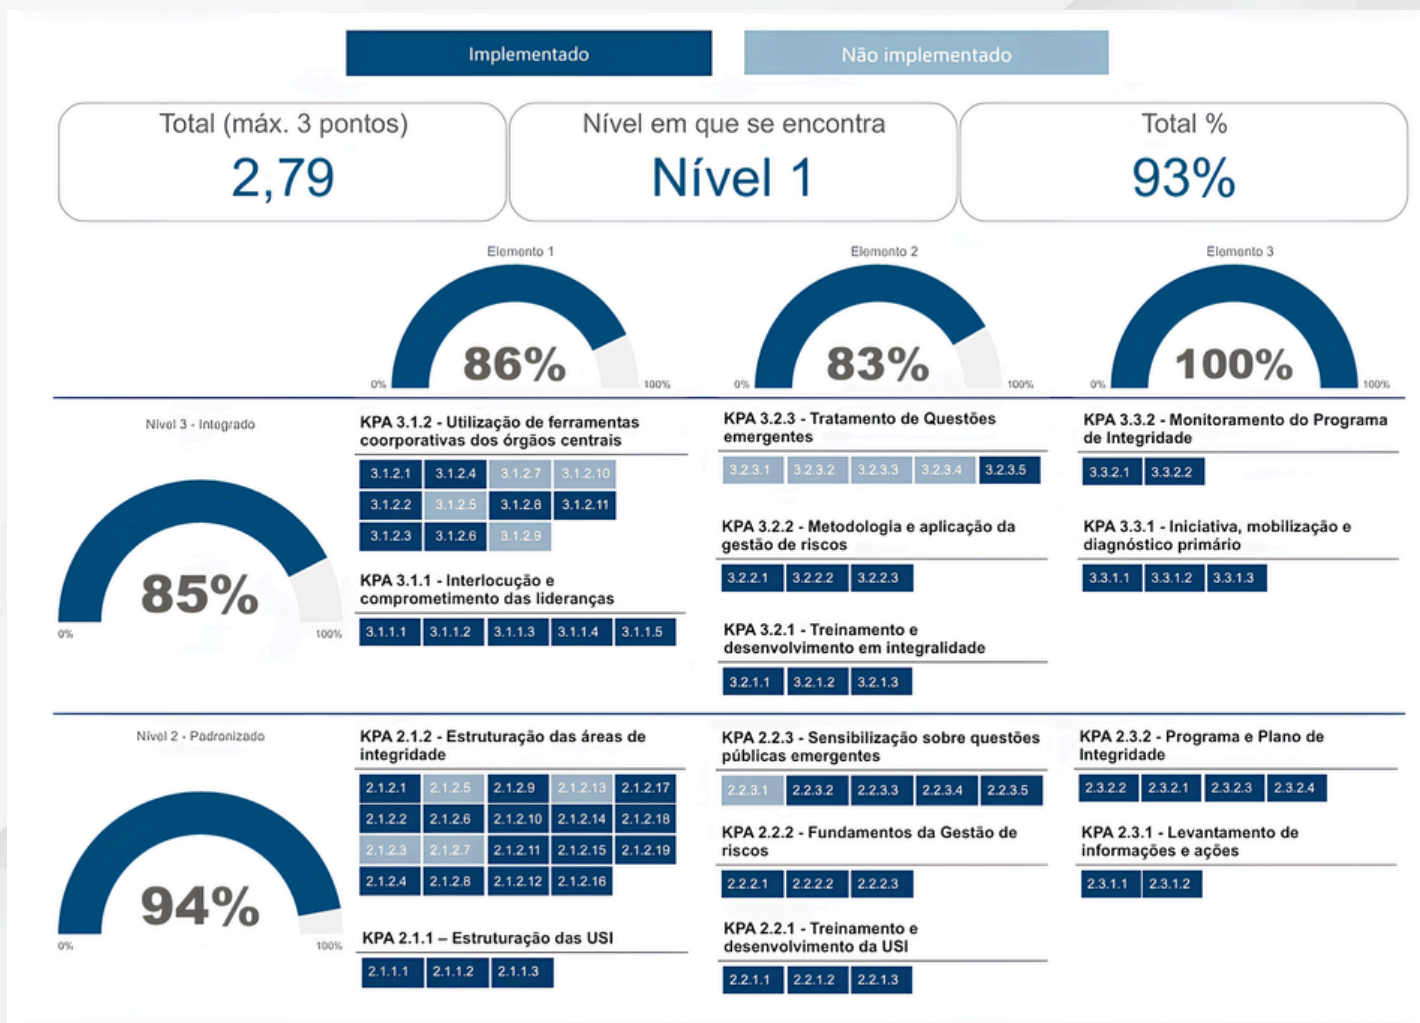 Implementado
Não implementado
Total (máx. 3 pontos)
2,79
Nível em que se encontra
Nível 1
Total %
93%
Elemento 1
86%
0%
100%
Elemento 2
83%
0%
100%
Elemento 3
100%
0%
100%
Nível 3 - Integrado
85%
0%
100%
KPA 3.1.2 - Utilização de ferramentas
coorporativas dos órgãos centrais
3.1.2.1 3.1.2.4 3.1.2.7 3.1.2.10
3.1.2.2 3.1.2.5 3.1.2.8 3.1.2.11
3.1.2.3 3.1.2.6 3.1.2.9
KPA 3.1.1 - Interlocução e
comprometimento das lideranças
3.1.1.1 3.1.1.2 3.1.1.3 3.1.1.4 3.1.1.5
KPA 3.2.3 - Tratamento de Questões
emergentes
3.2.3.1 3.2.3.2 3.2.3.3 3.2.3.4 3.2.3.5
KPA 3.2.2 - Metodologia e aplicação da
gestão de riscos
3.2.2.1 3.2.2.2 3.2.2.3
KPA 3.2.1 - Treinamento e
desenvolvimento em integralidade
3.2.1.1 3.2.1.2 3.2.1.3
KPA 3.3.2 - Monitoramento do Programa
de Integridade
3.3.2.1 3.3.2.2
KPA 3.3.1 - Iniciativa, mobilização e
diagnóstico primário
3.3.1.1 3.3.1.2 3.3.1.3
Nível 2 - Padronizado
94%
0%
100%
KPA 2.1.2 - Estruturação das áreas de
integridade
2.1.2.1 2.1.2.5 2.1.2.9 2.1.2.13 2.1.2.17
2.1.2.2 2.1.2.6 2.1.2.10 2.1.2.14 2.1.2.18
2.1.2.3 2.1.2.7 2.1.2.11 2.1.2.15 2.1.2.19
2.1.2.4 2.1.2.8 2.1.2.12 2.1.2.16
KPA 2.1.1 – Estruturação das USI
2.1.1.1 2.1.1.2 2.1.1.3
KPA 2.2.3 - Sensibilização sobre questões
públicas emergentes
2.2.3.1 2.2.3.2 2.2.3.3 2.2.3.4 2.2.3.5
KPA 2.2.2 - Fundamentos da Gestão de
riscos
2.2.2.1 2.2.2.2 2.2.2.3
KPA 2.2.1 - Treinamento e
desenvolvimento da USI
2.2.1.1 2.2.1.2 2.2.1.3
KPA 2.3.2 - Programa e Plano de
Integridade
2.3.2.2 2.3.2.1 2.3.2.3 2.3.2.4
KPA 2.3.1 - Levantamento de
informações e ações
2.3.1.1 2.3.1.2